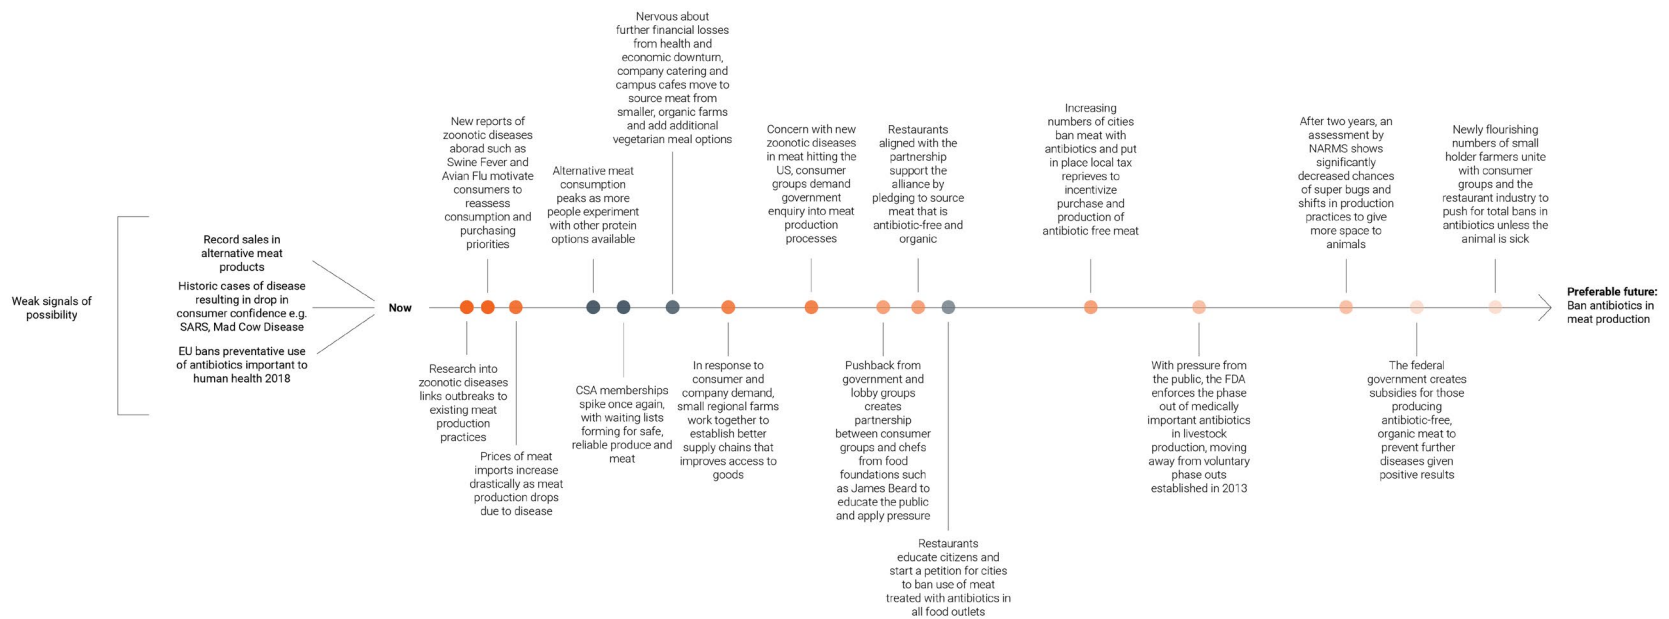 Weak signals of
possibility
Record sales in
alternative meat
products
Historic cases of disease
resulting in drop in
consumer confidence e.g.
SARS, Mad Cow Disease
EU bans preventative use
of antibiotics important to
human health 2018
Now
Research into
zoonotic diseases
links outbreaks to
existing meat
production
practices
New reports of
zoonotic diseases
aborad such as
Swine Fever and
Avian Flu motivate
consumers to
reassess
consumption and
purchasing
priorities
Prices of meat
imports increase
drastically as meat
production drops
due to disease
Alternative meat
consumption
peaks as more
people experiment
with other protein
options available
CSA memberships
spike once again,
with waiting lists
forming for safe,
reliable produce and
meat
Nervous about
further financial losses
from health and
economic downturn,
company catering and
campus cafes move to
source meat from
smaller, organic farms
and add additional
vegetarian meal options
In response to
consumer and
company demand,
small regional farms
work together to
establish better
supply chains that
improves access to
goods
Concern with new
zoonotic diseases
in meat hitting the
US, consumer
groups demand
government
enquiry into meat
production
processes
Pushback from
government and
lobby groups
creates
partnership
between consumer
groups and chefs
from food
foundations such
as James Beard to
educate the public
and apply pressure
Restaurants
aligned with the
partnership
support the
alliance by
pledging to source
meat that is
antibiotic-free and
organic
Restaurants
educate citizens and
start a petition for cities
to ban use of meat
treated with antibiotics in
all food outlets
Increasing
numbers of cities
ban meat with
antibiotics and put
in place local tax
reprieves to
incentivize
purchase and
production of
antibiotic free meat
With pressure from
the public, the FDA
enforces the phase
out of medically
important antibiotics
in livestock
production, moving
away from voluntary
phase outs
established in 2013
After two years, an
assessment by
NARMS shows
significantly
decreased chances
of super bugs and
shifts in production
practices to give
more space to
animals
The federal
government creates
subsidies for those
producing
antibiotic-free,
organic meat to
prevent further
diseases given
positive results
Newly flourishing
numbers of small
holder farmers unite
with consumer
groups and the
restaurant industry to
push for total bans in
antibiotics unless the
animal is sick
Preferable future:
Ban antibiotics in
meat production